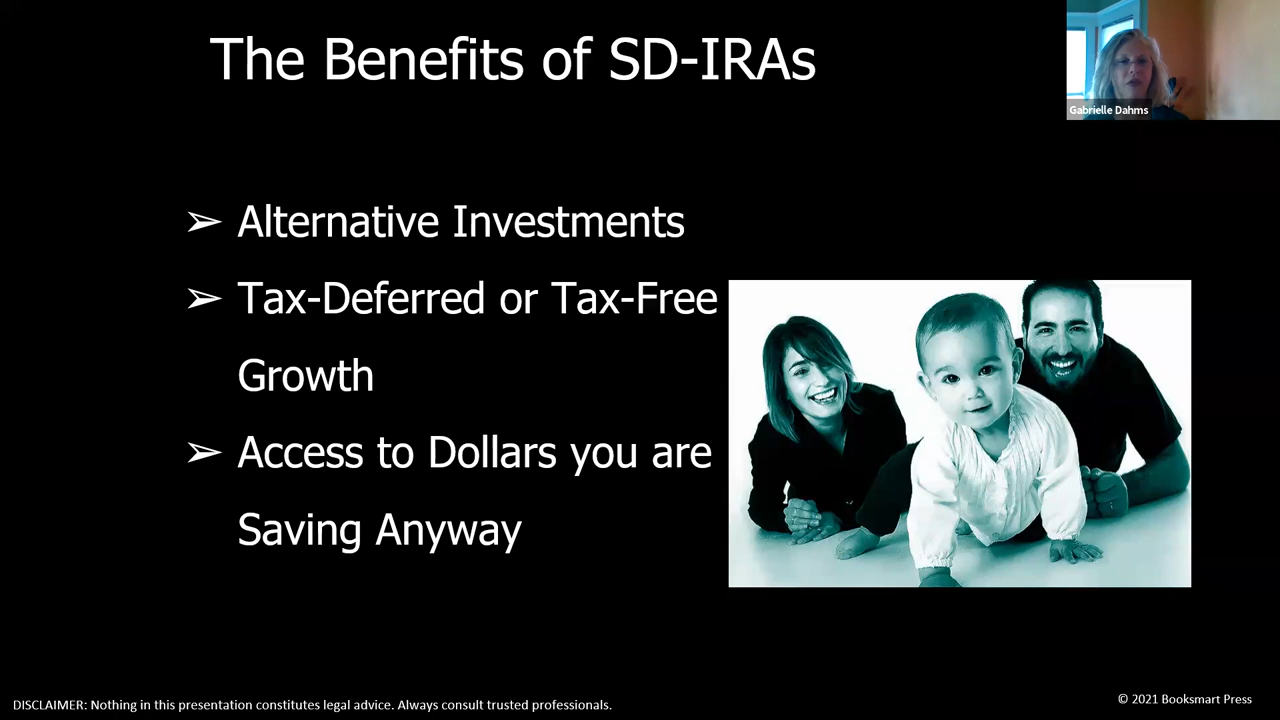 The Benefits of SD-IRAs
Gabrielle Dahms
➢ Alternative Investments
➢ Tax-Deferred or Tax-Free
Growth
➢ Access to Dollars you are
Saving Anyway
DISCLAIMER: Nothing in this presentation constitutes legal advice. Always consult trusted professionals.
© 2021 Booksmart Press